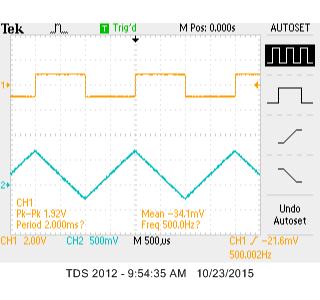 Tek Trig'd M Pos: 0.000s AUTOSET
1
2
CH1
Pk-Pk 1.92V Mean -34.1mV
Period 2.000ms? Freq 500.0Hz?
Undo
Autoset
CH1 2.00V CH2 500mV M 500µs CH1 -21.6mV
500.002Hz
TDS 2012 - 9:54:35 AM 10/23/2015